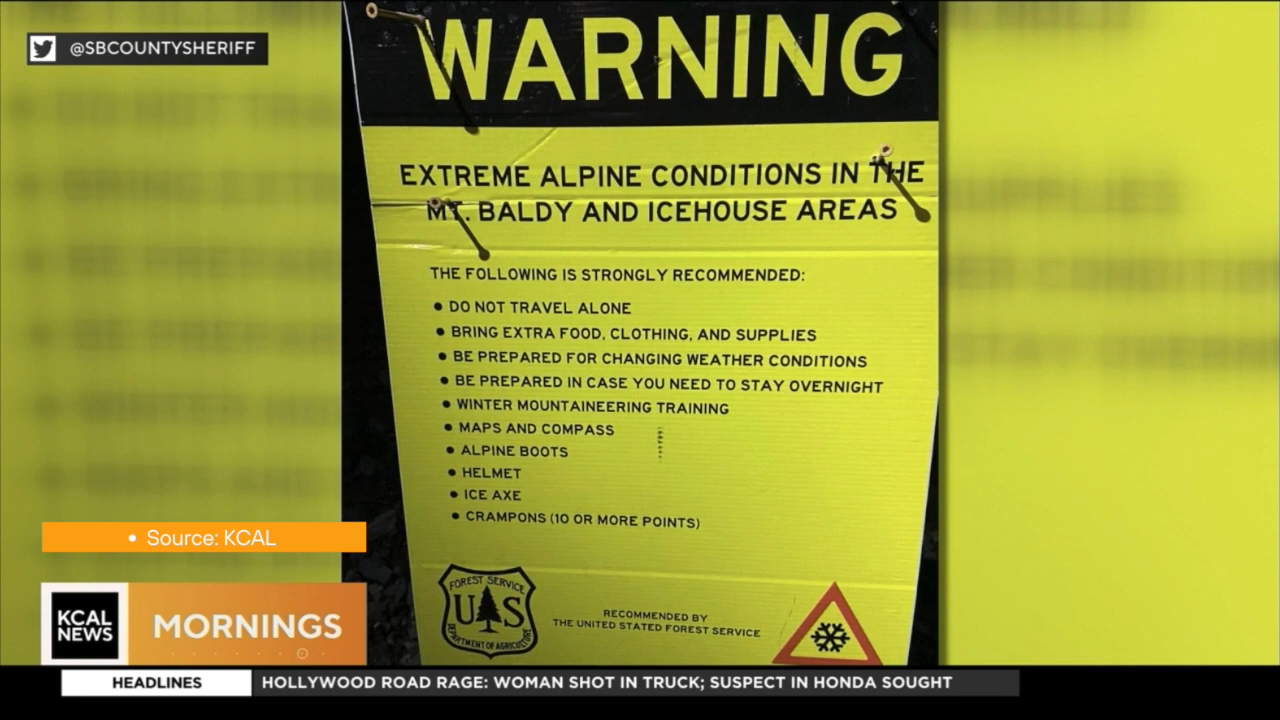 @SBCOUNTYSHERIFF
WARNING
EXTREME ALPINE CONDITIONS IN THE
MT. BALDY AND ICEHOUSE AREAS
THE FOLLOWING IS STRONGLY RECOMMENDED:
• DO NOT TRAVEL ALONE
• BRING EXTRA FOOD, CLOTHING, AND SUPPLIES
• BE PREPARED FOR CHANGING WEATHER CONDITIONS
• BE PREPARED IN CASE YOU NEED TO STAY OVERNIGHT
• WINTER MOUNTAINEERING TRAINING
• MAPS AND COMPASS
• ALPINE BOOTS
• HELMET
• ICE AXE
• CRAMPONS (10 OR MORE POINTS)
FOREST SERVICE
U S
DEPARTMENT OF AGRICULTURE
RECOMMENDED BY
THE UNITED STATED FOREST SERVICE
• Source: KCAL
KCAL
NEWS
MORNINGS
HEADLINES
HOLLYWOOD ROAD RAGE: WOMAN SHOT IN TRUCK; SUSPECT IN HONDA SOUGHT